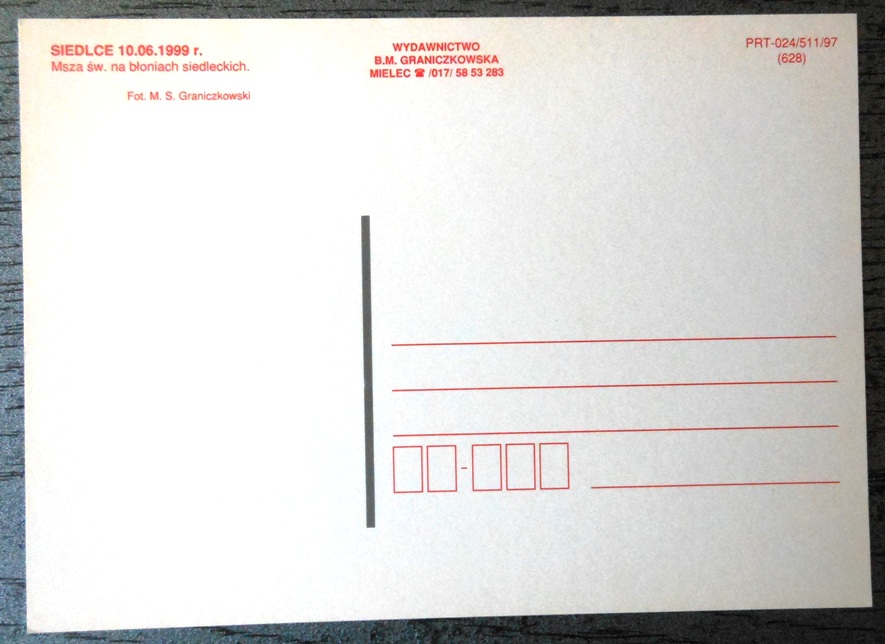 SIEDLCE 10.06.1999 r.
Msza św. na błoniach siedleckich.
Fot. M. S. Graniczkowski
WYDAWNICTWO
B.M. GRANICZKOWSKA
MIELEC ☎ /017/ 58 53 283
PRT-024/511/97
(628)
-